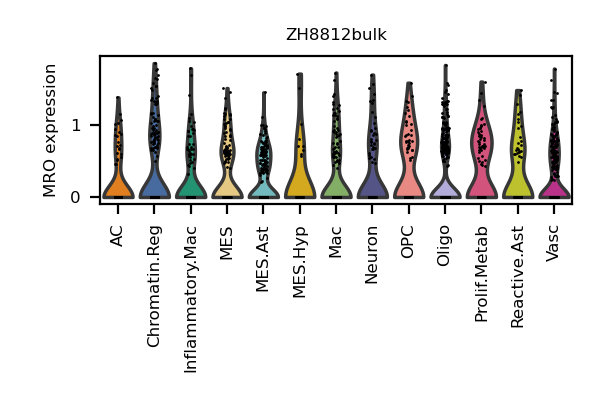 ZH8812bulk
MRO expression
1
0
AC
Chromatin.Reg
Inflammatory.Mac
MES
MES.Ast
MES.Hyp
Mac
Neuron
OPC
Oligo
Prolif.Metab
Reactive.Ast
Vasc